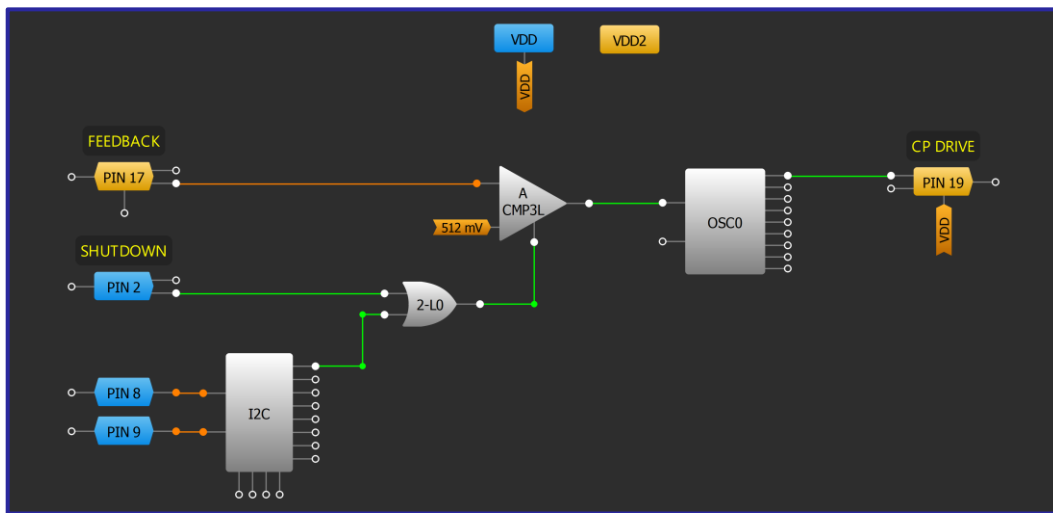 VDD
VDD2
VDD
FEEDBACK
PIN 17
A
CMP3L
512 mV
OSC0
CP DRIVE
PIN 19
VDD
SHUTDOWN
PIN 2
2-L0
I2C
PIN 8
PIN 9